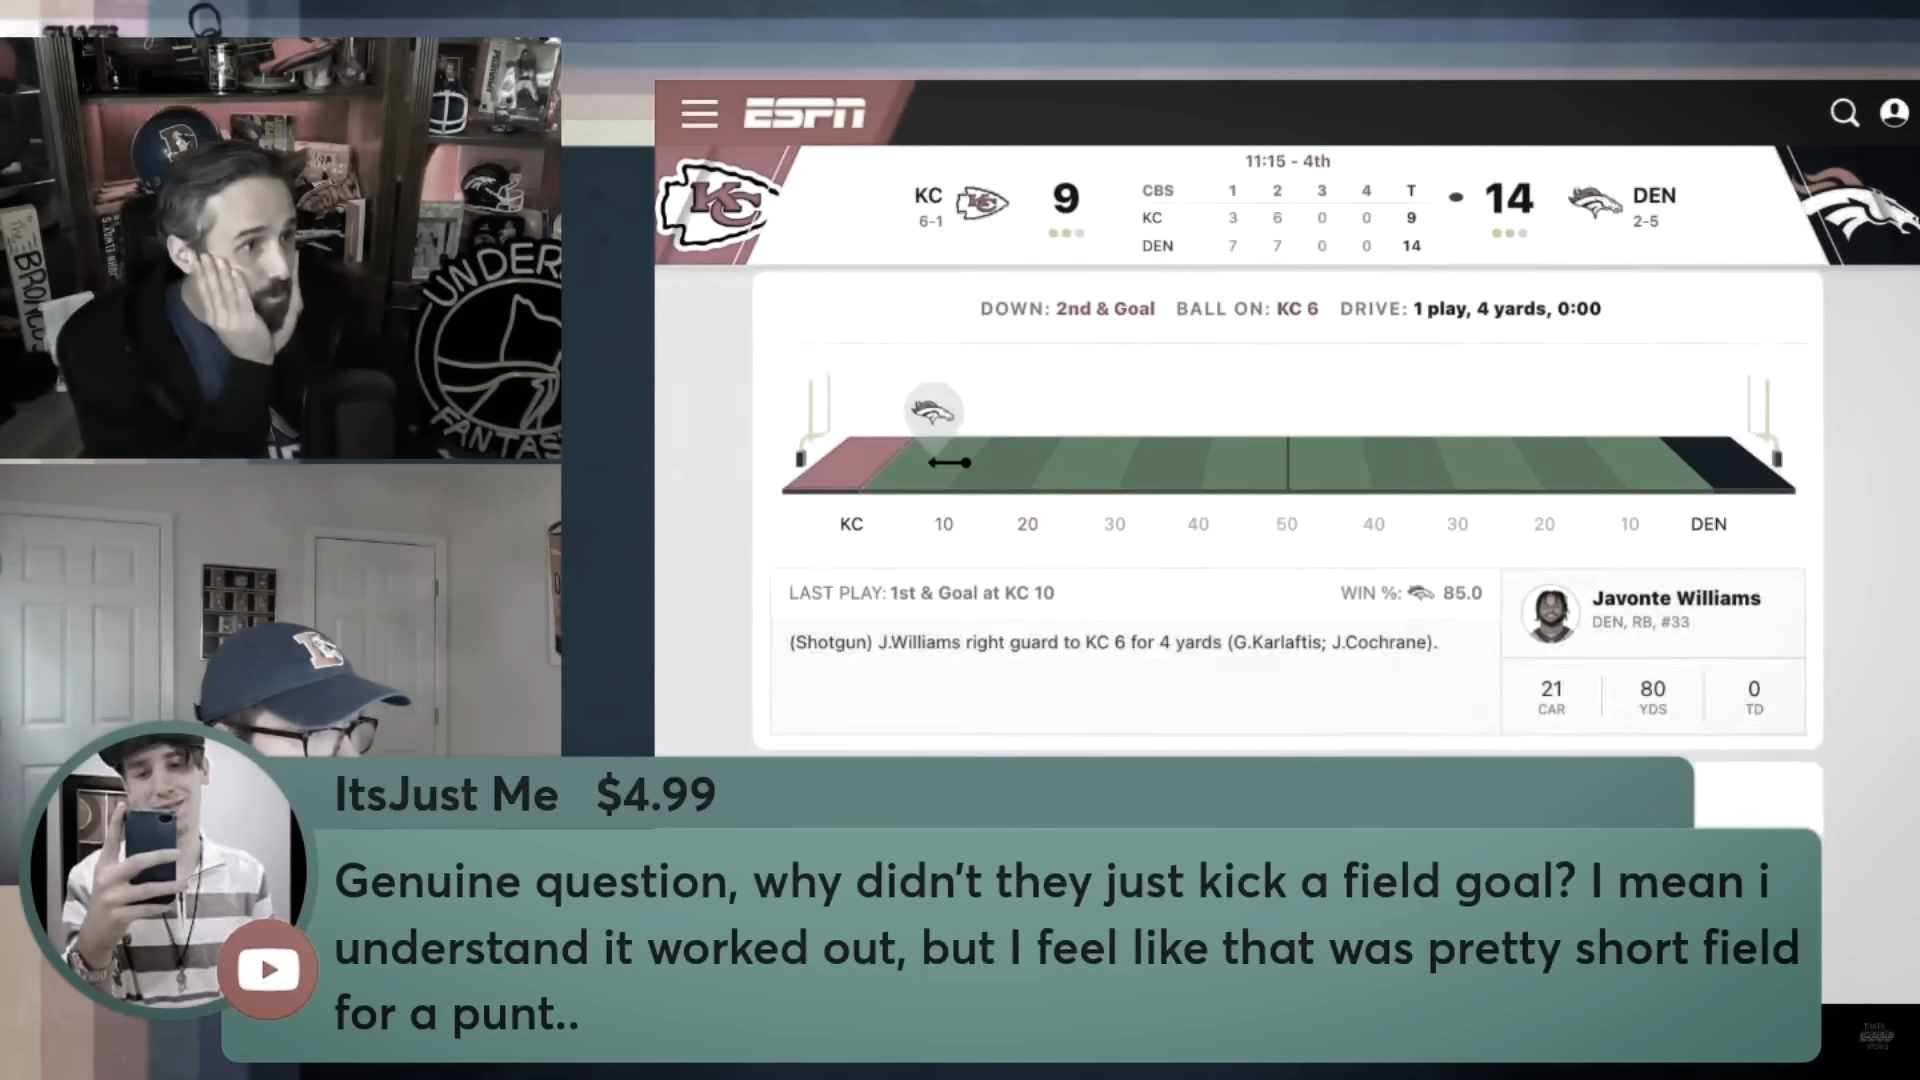 BRONCOS
UNDER
FANTAS
ESPN
11:15 - 4th
KC
6-1
9
CBS 1 2 3 4 T
KC 3 6 0 0 9
DEN 7 7 0 0 14
14
DEN
2-5
KC
DOWN: 2nd & Goal BALL ON: KC 6 DRIVE: 1 play, 4 yards, 0:00
KC 10 20 30 40 50 40 30 20 10 DEN
LAST PLAY: 1st & Goal at KC 10
WIN %: 85.0
(Shotgun) J.Williams right guard to KC 6 for 4 yards (G.Karlaftis; J.Cochrane).
Javonte Williams
DEN, RB, #33
21 80 0
CAR YDS TD
ItsJust Me $4.99
Genuine question, why didn't they just kick a field goal? I mean i
understand it worked out, but I feel like that was pretty short field
for a punt..